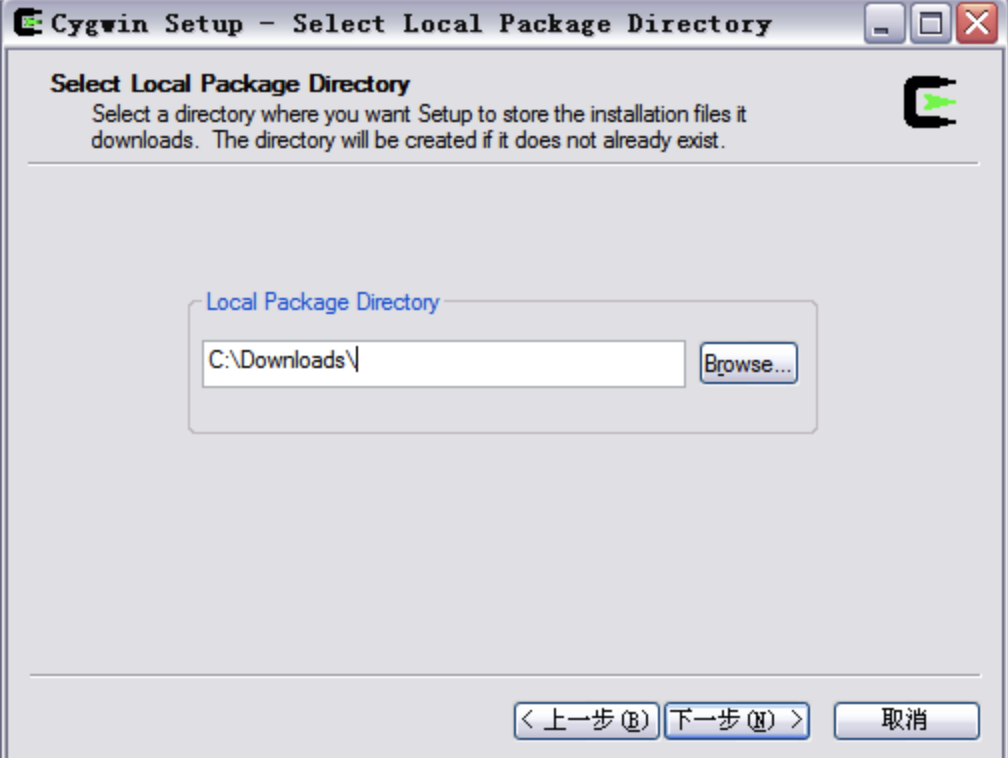 Cygwin Setup - Select Local Package Directory
Select Local Package Directory
Select a directory where you want Setup to store the installation files it
downloads.  The directory will be created if it does not already exist.
Local Package Directory
C:\Downloads\
Browse...
< 上一步(B) 下一步(N) > 取消